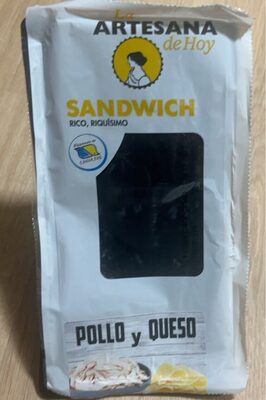 La
ARTESANA
de Hoy
SANDWICH
RICO, RIQUÍSIMO
POLLO y QUESO